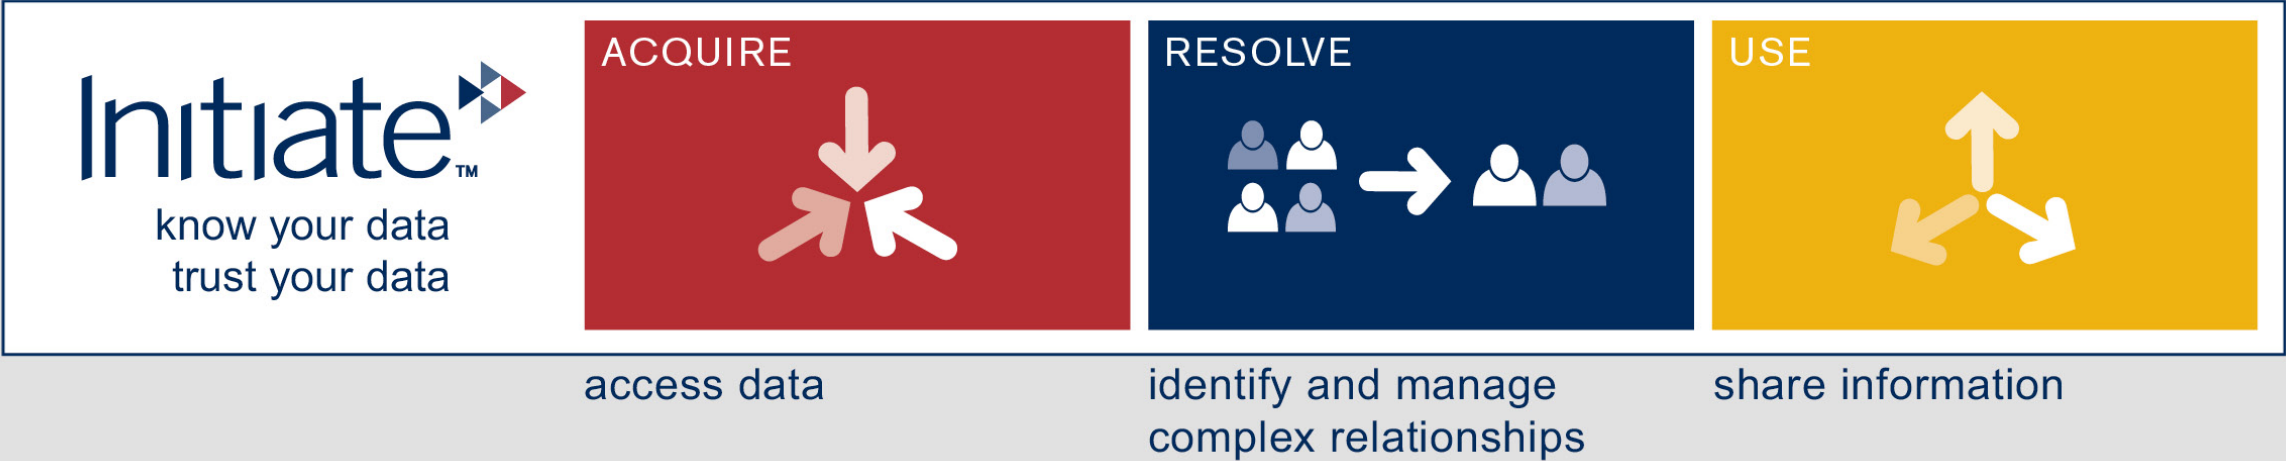 Initiate™
know your data
trust your data
ACQUIRE
access data
RESOLVE
identify and manage
complex relationships
USE
share information